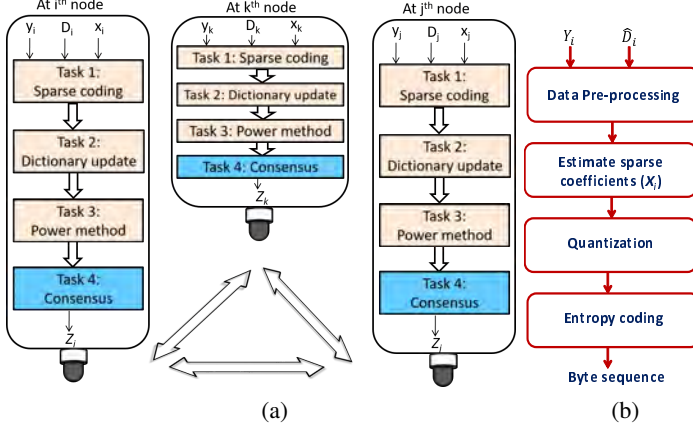 At iᵗʰ node
yᵢ Dᵢ xᵢ
Task 1:
Sparse coding
Task 2:
Dictionary update
Task 3:
Power method
Task 4:
Consensus
Zᵢ
At kᵗʰ node
yₖ Dₖ xₖ
Task 1: Sparse coding
Task 2: Dictionary update
Task 3: Power method
Task 4: Consensus
Zₖ
At jᵗʰ node
yⱼ Dⱼ xⱼ
Task 1:
Sparse coding
Task 2:
Dictionary update
Task 3:
Power method
Task 4:
Consensus
Zⱼ
(a)
Yᵢ D̂ᵢ
Data Pre-processing
Estimate sparse
coefficients (Xᵢ)
Quantization
Entropy coding
Byte sequence
(b)